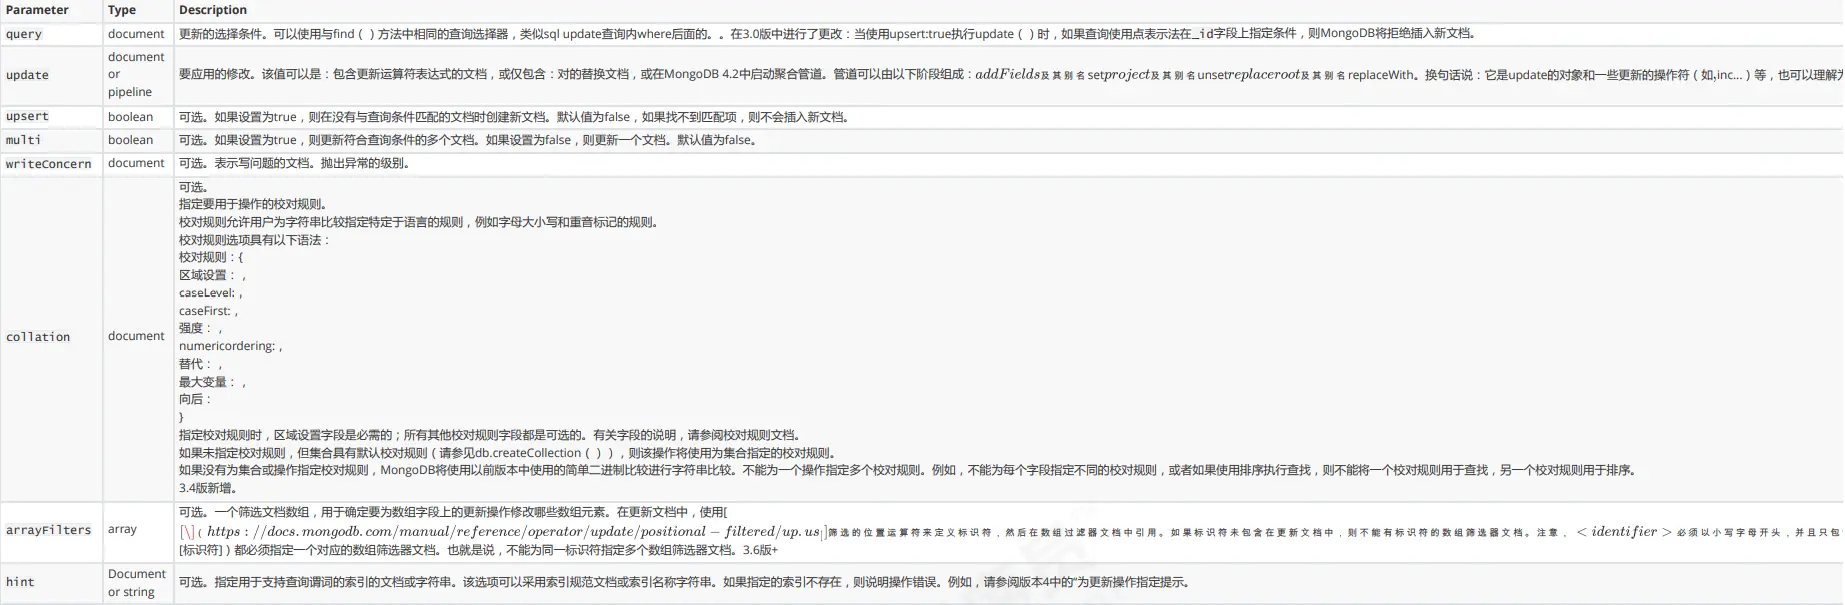 Parameter Type Description
query document 更新的选择条件。可以使用与find（）方法中相同的查询选择器，类似sql update查询内where后面的。。在3.0版中进行了更改：当使用upsert:true执行update（）时，如果查询使用点表示法在_id字段上指定条件，则MongoDB将拒绝插入新文档。
update document or pipeline 要应用的修改。该值可以是：包含更新运算符表达式的文档，或仅包含：对的替换文档，或在MongoDB 4.2中启动聚合管道。管道可以由以下阶段组成：addFields及其别名setproject及其别名unsetreplaceroot及其别名replaceWith。换句话说：它是update的对象和一些更新的操作符（如,inc...）等，也可以理解为
upsert boolean 可选。如果设置为true，则在没有与查询条件匹配的文档时创建新文档。默认值为false，如果找不到匹配项，则不会插入新文档。
multi boolean 可选。如果设置为true，则更新符合查询条件的多个文档。如果设置为false，则更新一个文档。默认值为false。
writeConcern document 可选。表示写问题的文档。抛出异常的级别。
collation document 可选。
指定要用于操作的校对规则。
校对规则允许用户为字符串比较指定特定于语言的规则，例如字母大小写和重音标记的规则。
校对规则选项具有以下语法：
校对规则：{
区域设置：，
caseLevel:，
caseFirst:，
强度：，
numericordering:，
替代：，
最大变量：，
向后：
}
指定校对规则时，区域设置字段是必需的；所有其他校对规则字段都是可选的。有关字段的说明，请参阅校对规则文档。
如果未指定校对规则，但集合具有默认校对规则（请参见db.createCollection（）），则该操作将使用为集合指定的校对规则。
如果没有为集合或操作指定校对规则，MongoDB将使用以前版本中使用的简单二进制比较进行字符串比较。不能为一个操作指定多个校对规则。例如，不能为每个字段指定不同的校对规则，或者如果使用排序执行查找，则不能将一个校对规则用于查找，另一个校对规则用于排序。
3.4版新增。
arrayFilters array 可选。一个筛选文档数组，用于确定要为数组字段上的更新操作修改哪些数组元素。在更新文档中，使用[
[\]（https://docs.mongodb.com/manual/reference/operator/update/positional-filtered/up.us|]筛选的位置运算符来定义标识符，然后在数组过滤器文档中引用。如果标识符未包含在更新文档中，则不能有标识符的数组筛选器文档。注意，<identifier>必须以小写字母开头，并且只包
[标识符]）都必须指定一个对应的数组筛选器文档。也就是说，不能为同一标识符指定多个数组筛选器文档。3.6版+
hint Document or string 可选。指定用于支持查询谓词的索引的文档或字符串。该选项可以采用索引规范文档或索引名称字符串。如果指定的索引不存在，则说明操作错误。例如，请参阅版本4中的“为更新操作指定提示。